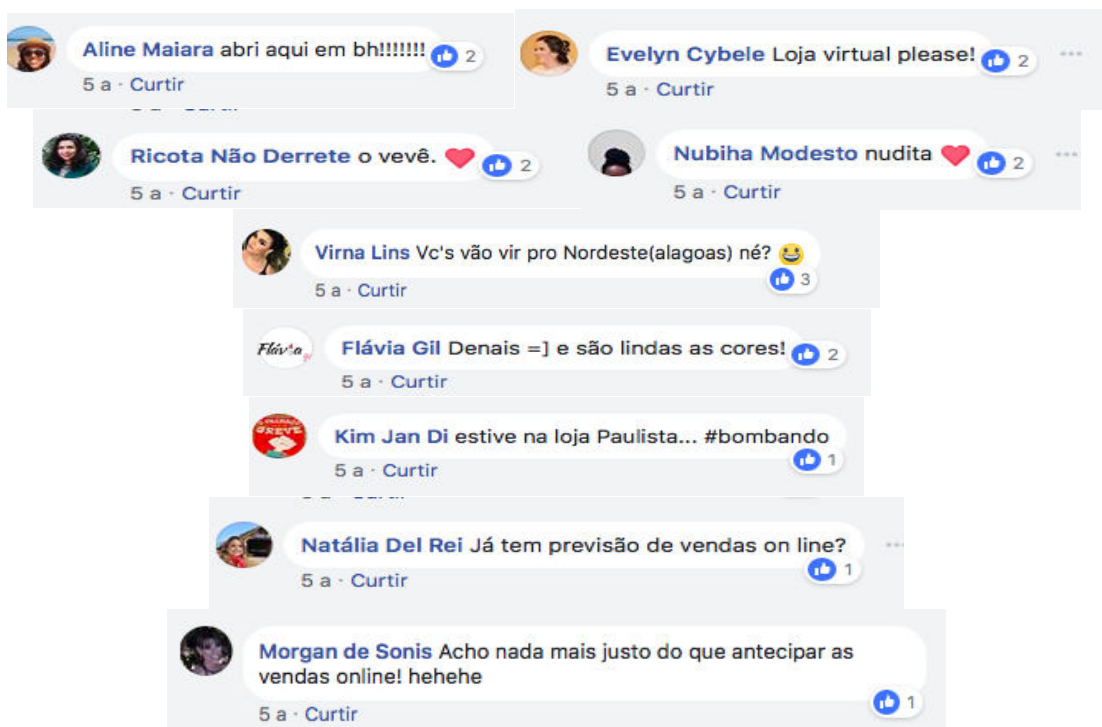 Aline Maiara abri aqui em bh!!!!!!! 2
5 a · Curtir
Evelyn Cybele Loja virtual please! 2
5 a · Curtir
Ricota Não Derrete o vevê. ❤️ 2
5 a · Curtir
Nubiha Modesto nudita ❤️ 2
5 a · Curtir
Virna Lins Vc's vão vir pro Nordeste(alagoas) né? 😃 3
5 a · Curtir
Flávia
Flávia Gil Denais =] e são lindas as cores! 2
5 a · Curtir
GREVE
Kim Jan Di estive na loja Paulista... #bombando 1
5 a · Curtir
Natália Del Rei Já tem previsão de vendas on line? 1
5 a · Curtir
Morgan de Sonis Acho nada mais justo do que antecipar as
vendas online! hehehe 1
5 a · Curtir